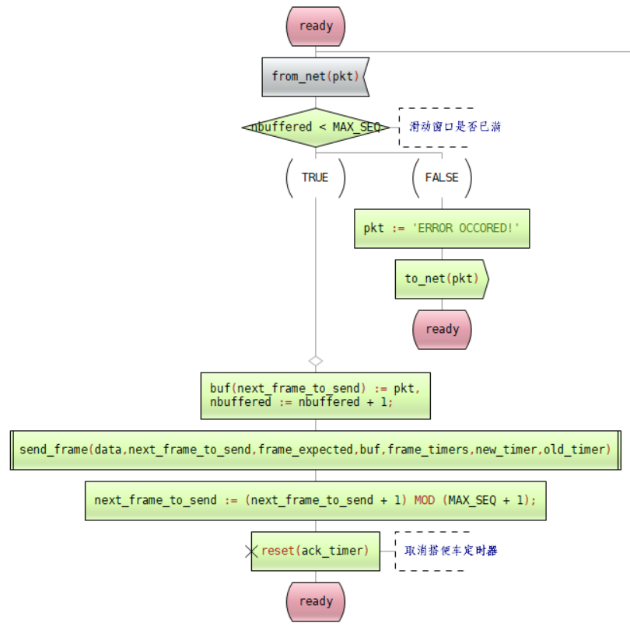 ready
from_net(pkt)
nbuffered < MAX_SEQ
滑动窗口是否已满
TRUE
FALSE
pkt := 'ERROR OCCORED!'
to_net(pkt)
ready
buf(next_frame_to_send) := pkt,
nbuffered := nbuffered + 1;
send_frame(data,next_frame_to_send,frame_expected,buf,frame_timers,new_timer,old_timer)
next_frame_to_send := (next_frame_to_send + 1) MOD (MAX_SEQ + 1);
reset(ack_timer)
取消搭便车定时器
ready